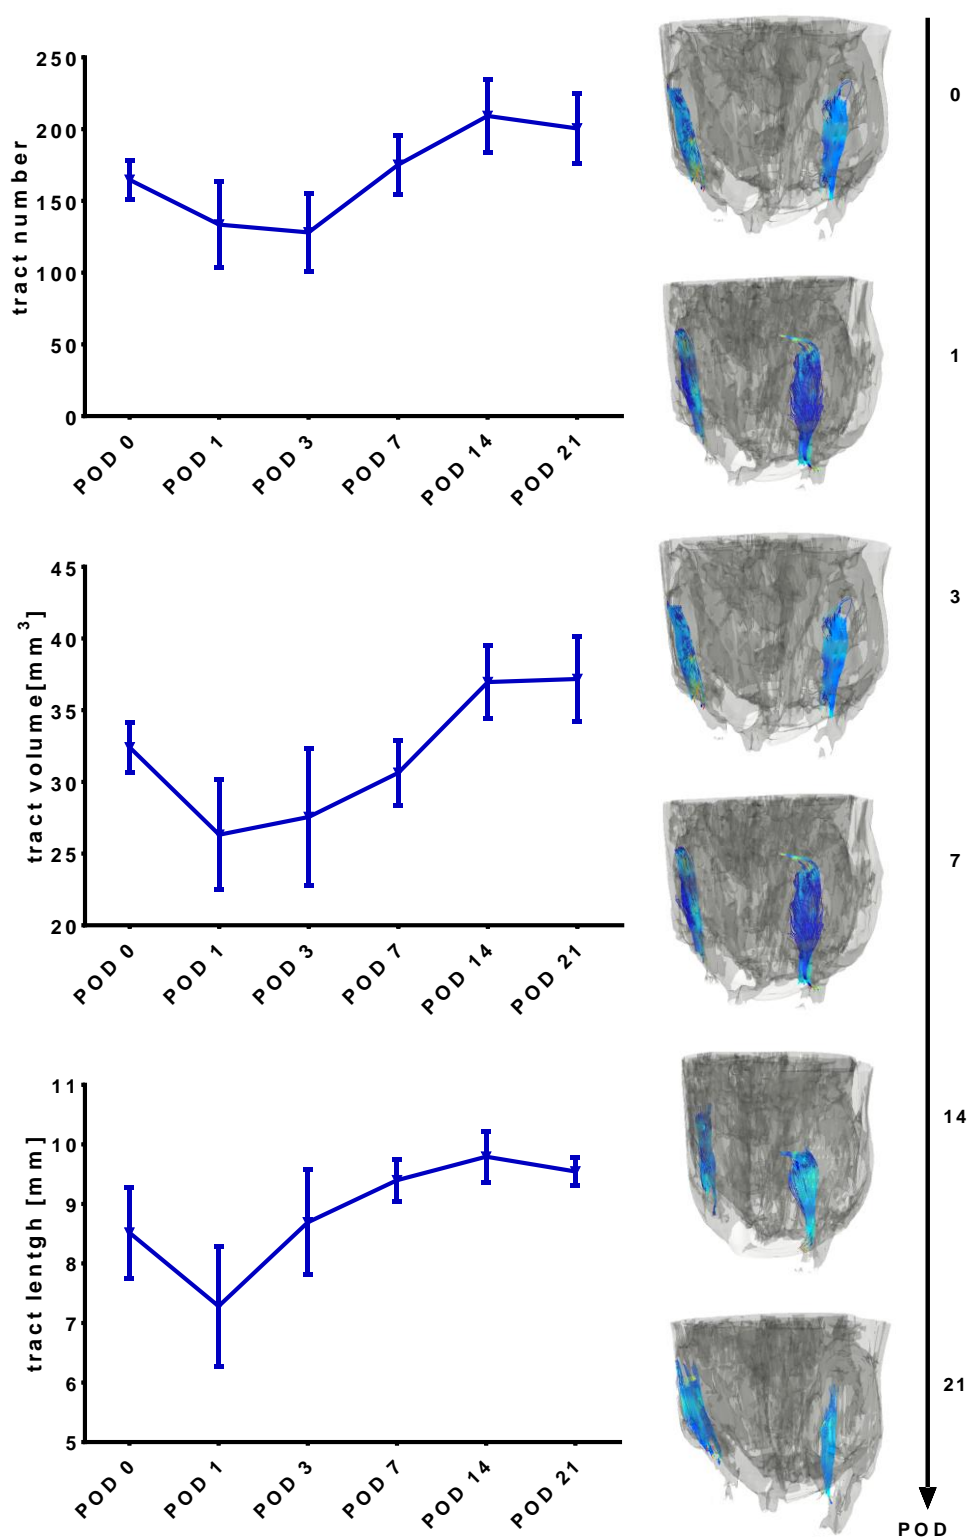 250
200
150
100
50
0
tract number
POD 0
POD 1
POD 3
POD 7
POD 14
POD 21
45
40
35
30
25
20
tract volume[mm³]
POD 0
POD 1
POD 3
POD 7
POD 14
POD 21
11
10
9
8
7
6
5
tract lentgh [mm]
POD 0
POD 1
POD 3
POD 7
POD 14
POD 21
0
1
3
7
14
21
POD